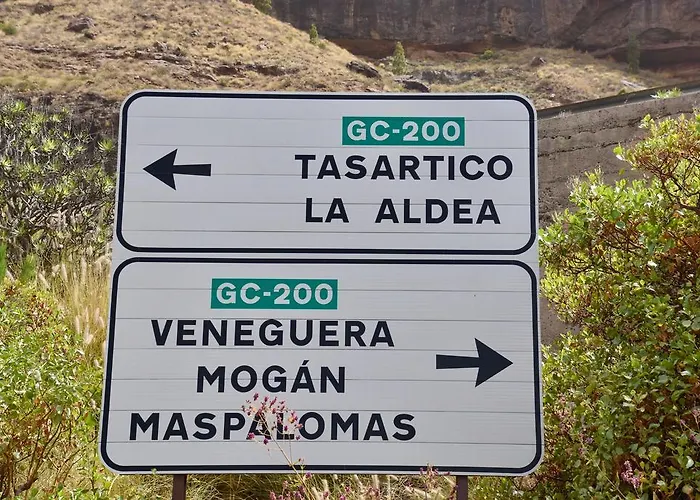 GC-200
TASARTICO
LA ALDEA
GC-200
VENEGUERA
MOGÁN
MASPALOMAS